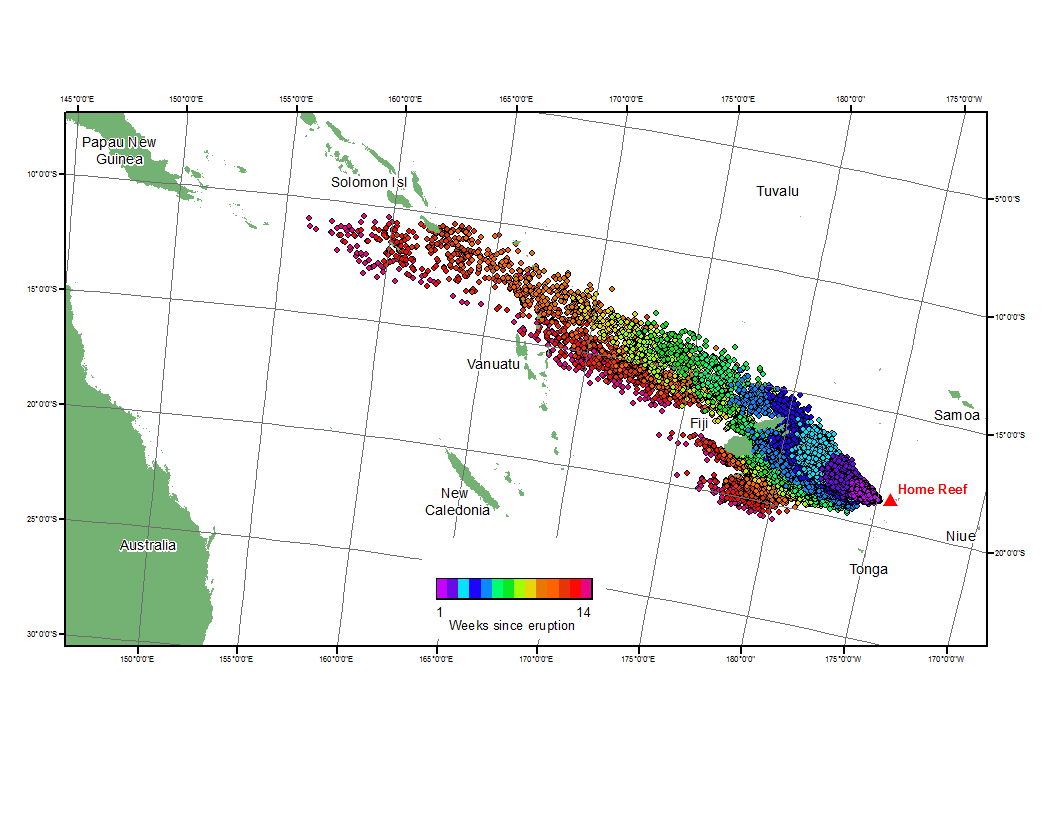 145°0'0"E 150°0'0"E 155°0'0"E 160°0'0"E 165°0'0"E 170°0'0"E 175°0'0"E 180°0'0" 175°0'0"W
Papau New
Guinea
10°0'0"S
Solomon Isl
Tuvalu
5°0'0"S
15°0'0"S
10°0'0"S
Vanuatu
20°0'0"S
Samoa
Fiji
15°0'0"S
New
Caledonia
Home Reef
25°0'0"S
Australia
Niue
20°0'0"S
Tonga
1 14
Weeks since eruption
30°0'0"S
150°0'0"E 155°0'0"E 160°0'0"E 165°0'0"E 170°0'0"E 175°0'0"E 180°0'0" 175°0'0"W 170°0'0"W